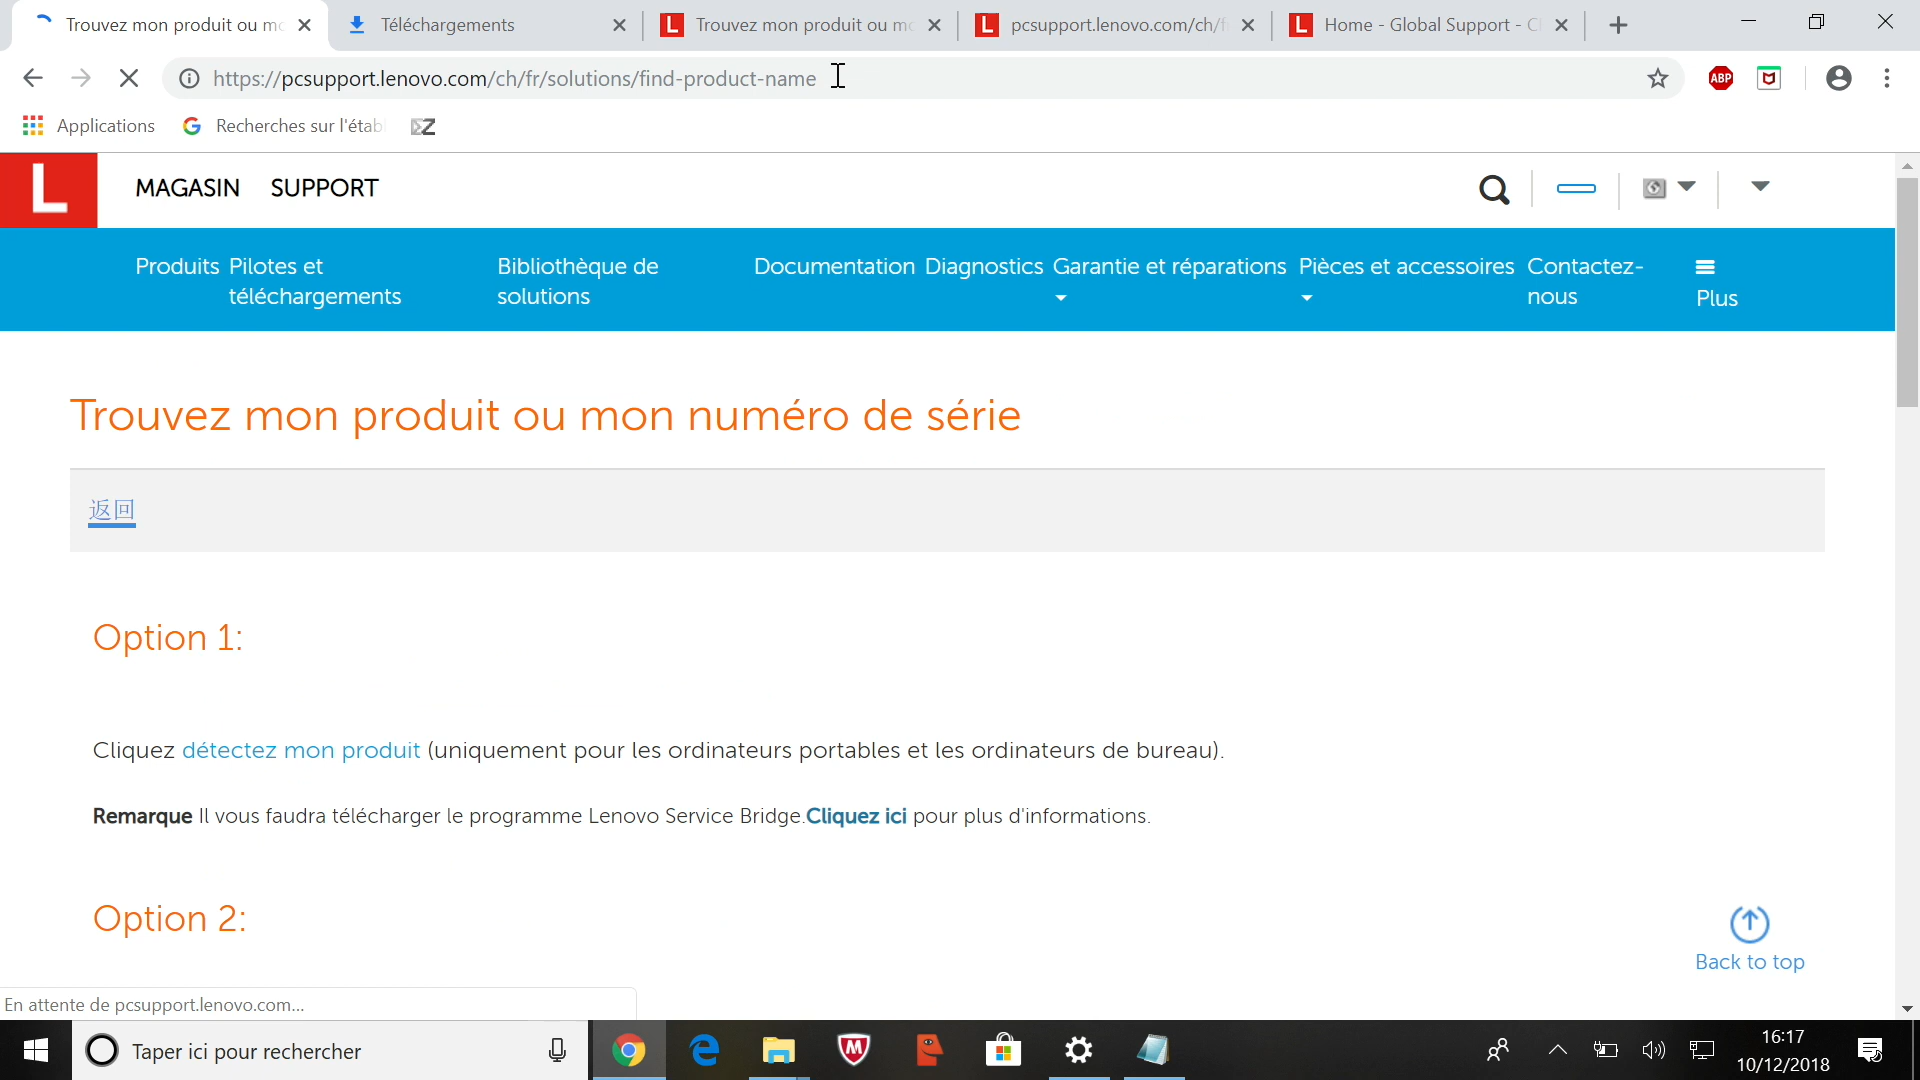 Trouvez mon produit ou mo
Téléchargements
L
Trouvez mon produit ou mo
L
pcsupport.lenovo.com/ch/f
L
Home - Global Support - C
https://pcsupport.lenovo.com/ch/fr/solutions/find-product-name
ABP
Applications
G
Recherches sur l'étab
L
MAGASIN
SUPPORT
Produits
Pilotes et
téléchargements
Bibliothèque de
solutions
Documentation
Diagnostics
Garantie et réparations
Pièces et accessoires
Contactez-
nous
Plus
Trouvez mon produit ou mon numéro de série
返回
Option 1:
Cliquez détectez mon produit (uniquement pour les ordinateurs portables et les ordinateurs de bureau).
Remarque Il vous faudra télécharger le programme Lenovo Service Bridge.Cliquez ici pour plus d'informations.
Option 2:
Back to top
En attente de pcsupport.lenovo.com...
Taper ici pour rechercher
16:17
10/12/2018